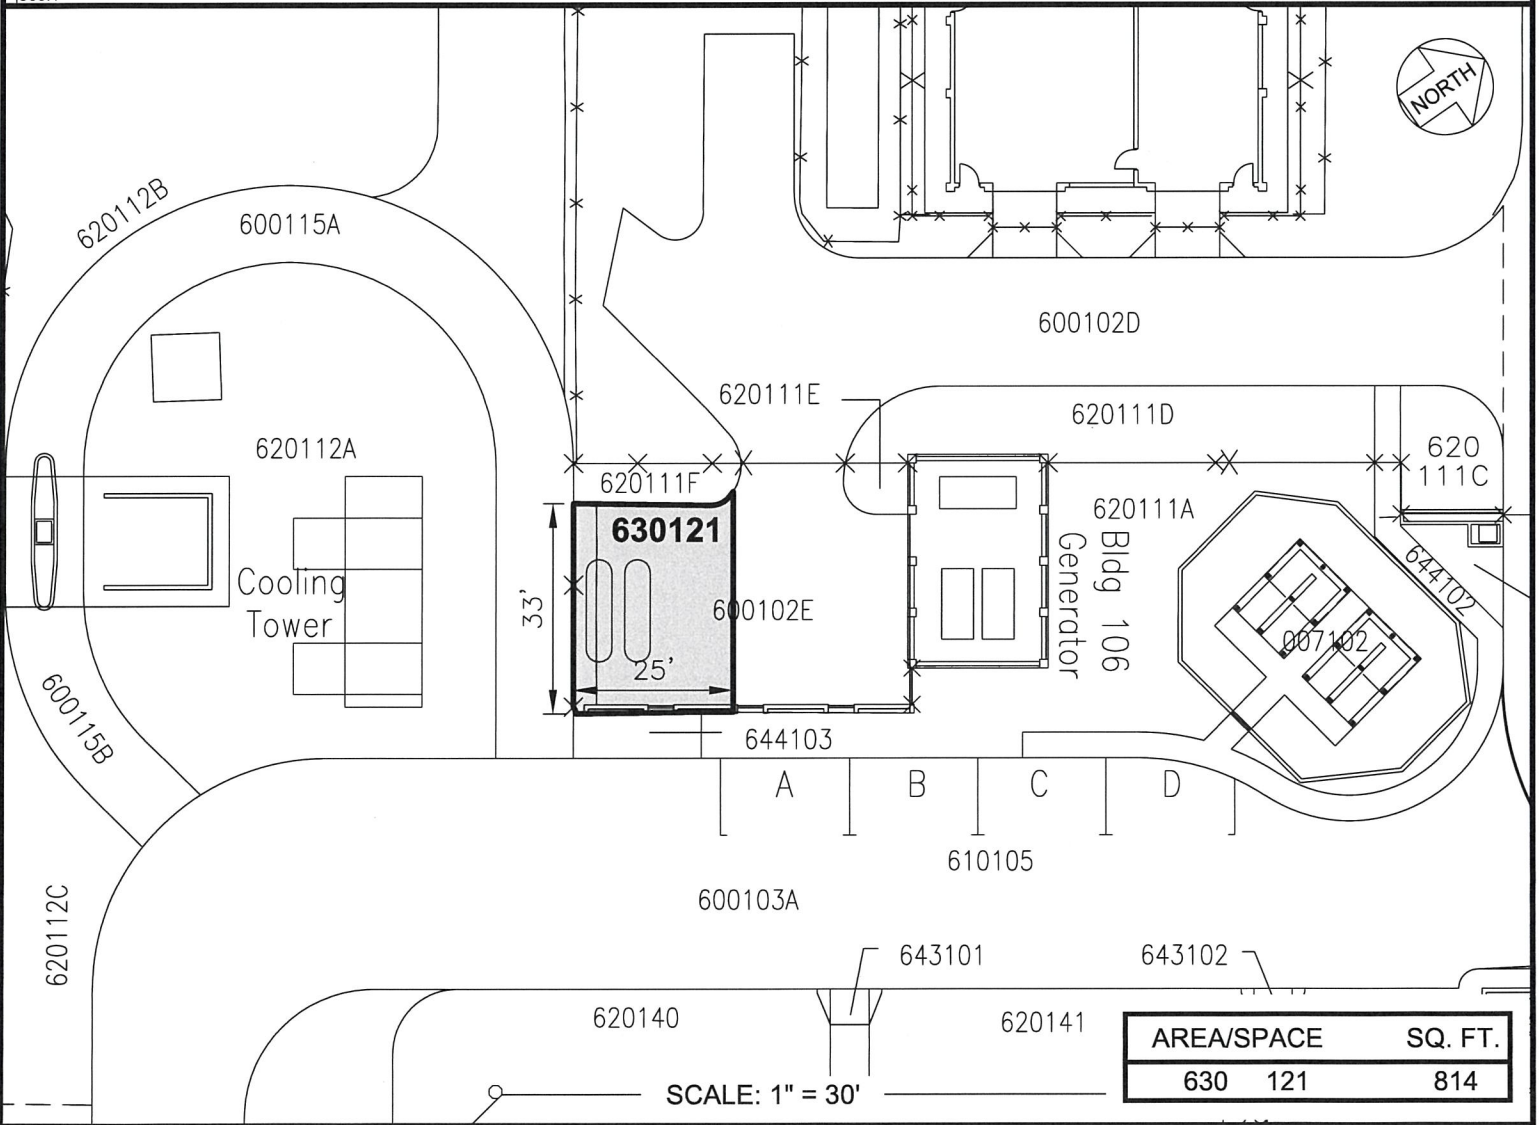 NORTH
620112B
600115A
600102D
620111E
620111D
620112A
620
111C
620111F
620111A
630121
Bldg 106
Generator
644102
Cooling
Tower
33'
600102E
007102
25'
600115B
644103
A
B
C
D
610105
600103A
620112C
643101
643102
620140
620141
AREA/SPACE SQ. FT.
630 121 814
SCALE: 1" = 30'